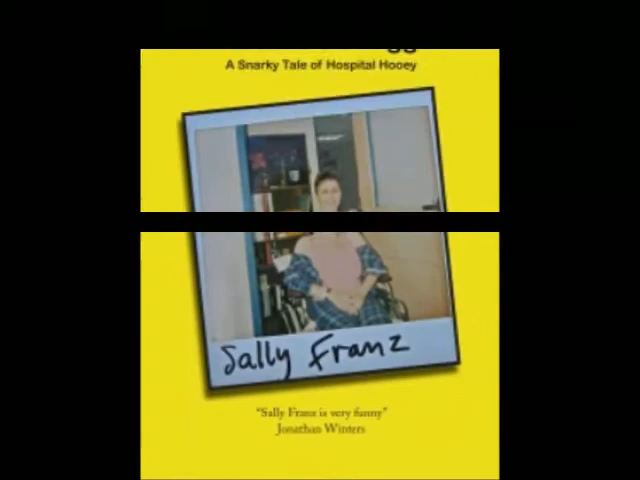 A Snarky Tale of Hospital Hooey
Sally Franz
"Sally Franz is very funny"
Jonathan Winters